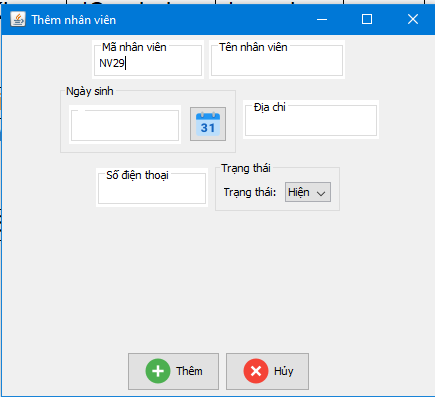 Thêm nhân viên
Mã nhân viên
Tên nhân viên
NV29
Ngày sinh
31
Địa chỉ
Số điện thoại
Trạng thái
Trạng thái: Hiện
Thêm
Hủy